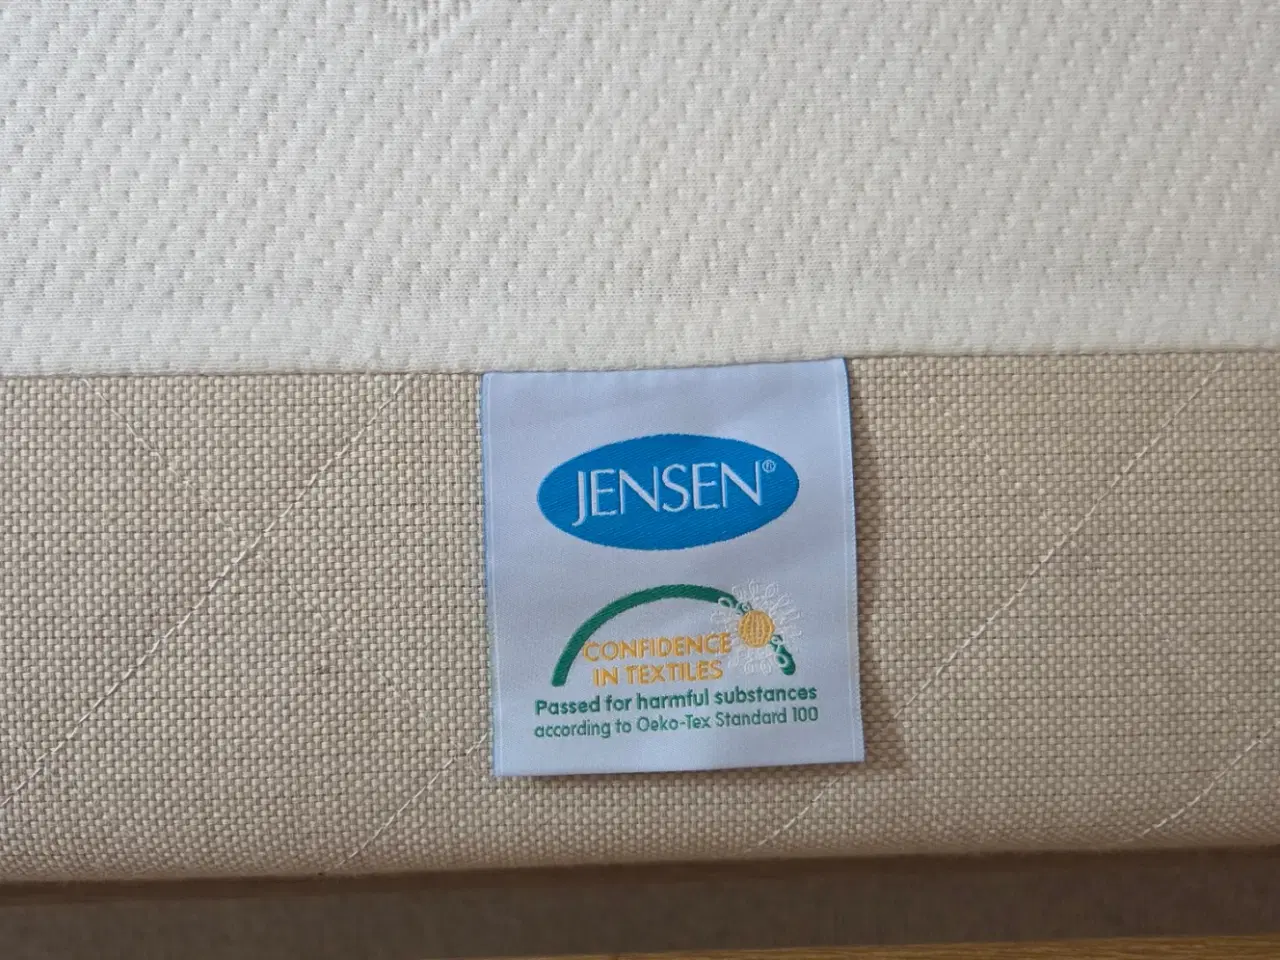 JENSEN®
CONFIDENCE
IN TEXTILES
Passed for harmful substances
according to Oeko-Tex Standard 100